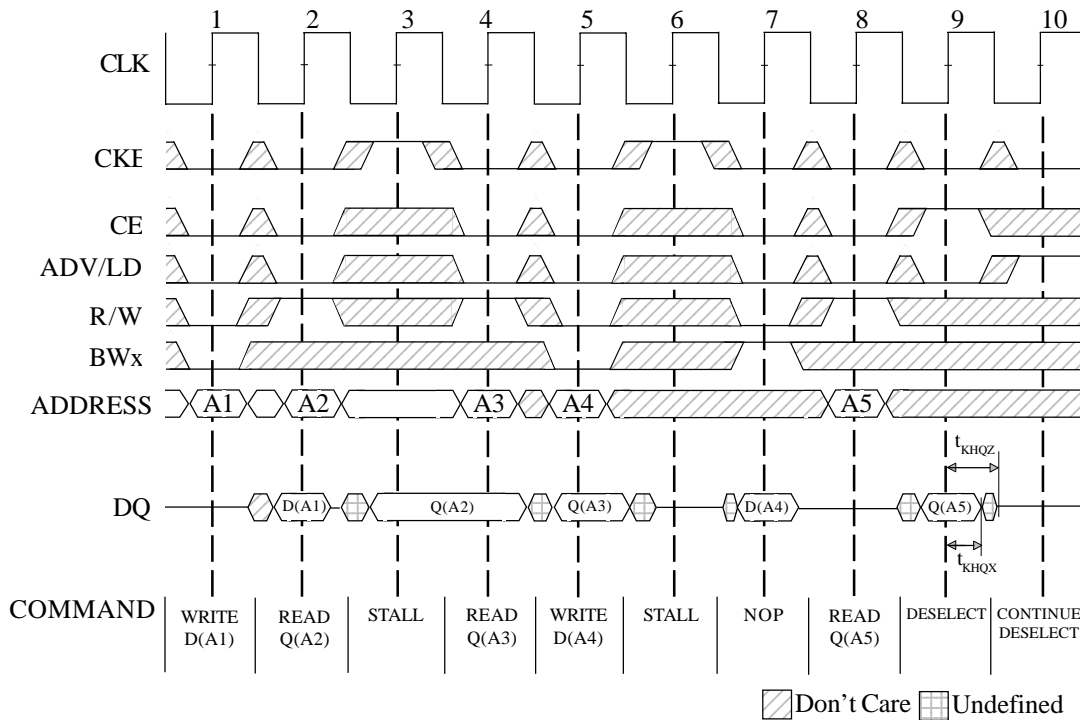 1 2 3 4 5 6 7 8 9 10
CLK
CKE
CE
ADV/LD
R/W
BWx
ADDRESS A1 A2 A3 A4 A5
tKHQZ
DQ D(A1) Q(A2) Q(A3) D(A4) Q(A5)
tKHQX
COMMAND
WRITE
D(A1)
READ
Q(A2)
STALL
READ
Q(A3)
WRITE
D(A4)
STALL
NOP
READ
Q(A5)
DESELECT
CONTINUE
DESELECT
Don't Care Undefined